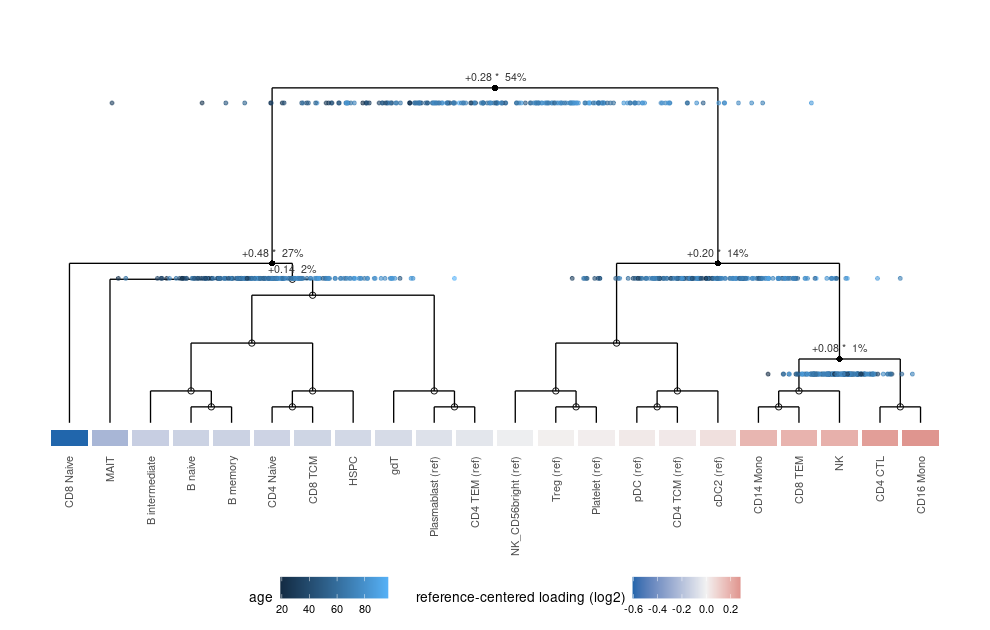 +0.28 * 54%
+0.48 * 27%
+0.20 * 14%
+0.14 2%
+0.08 * 1%
CD8 Naive
MAIT
B intermediate
B naive
B memory
CD4 Naive
CD8 TCM
HSPC
gdT
Plasmablast (ref)
CD4 TEM (ref)
NK_CD56bright (ref)
Treg (ref)
Platelet (ref)
pDC (ref)
CD4 TCM (ref)
cDC2 (ref)
CD14 Mono
CD8 TEM
NK
CD4 CTL
CD16 Mono
age
20 40 60 80
reference-centered loading (log2)
-0.6 -0.4 -0.2 0.0 0.2